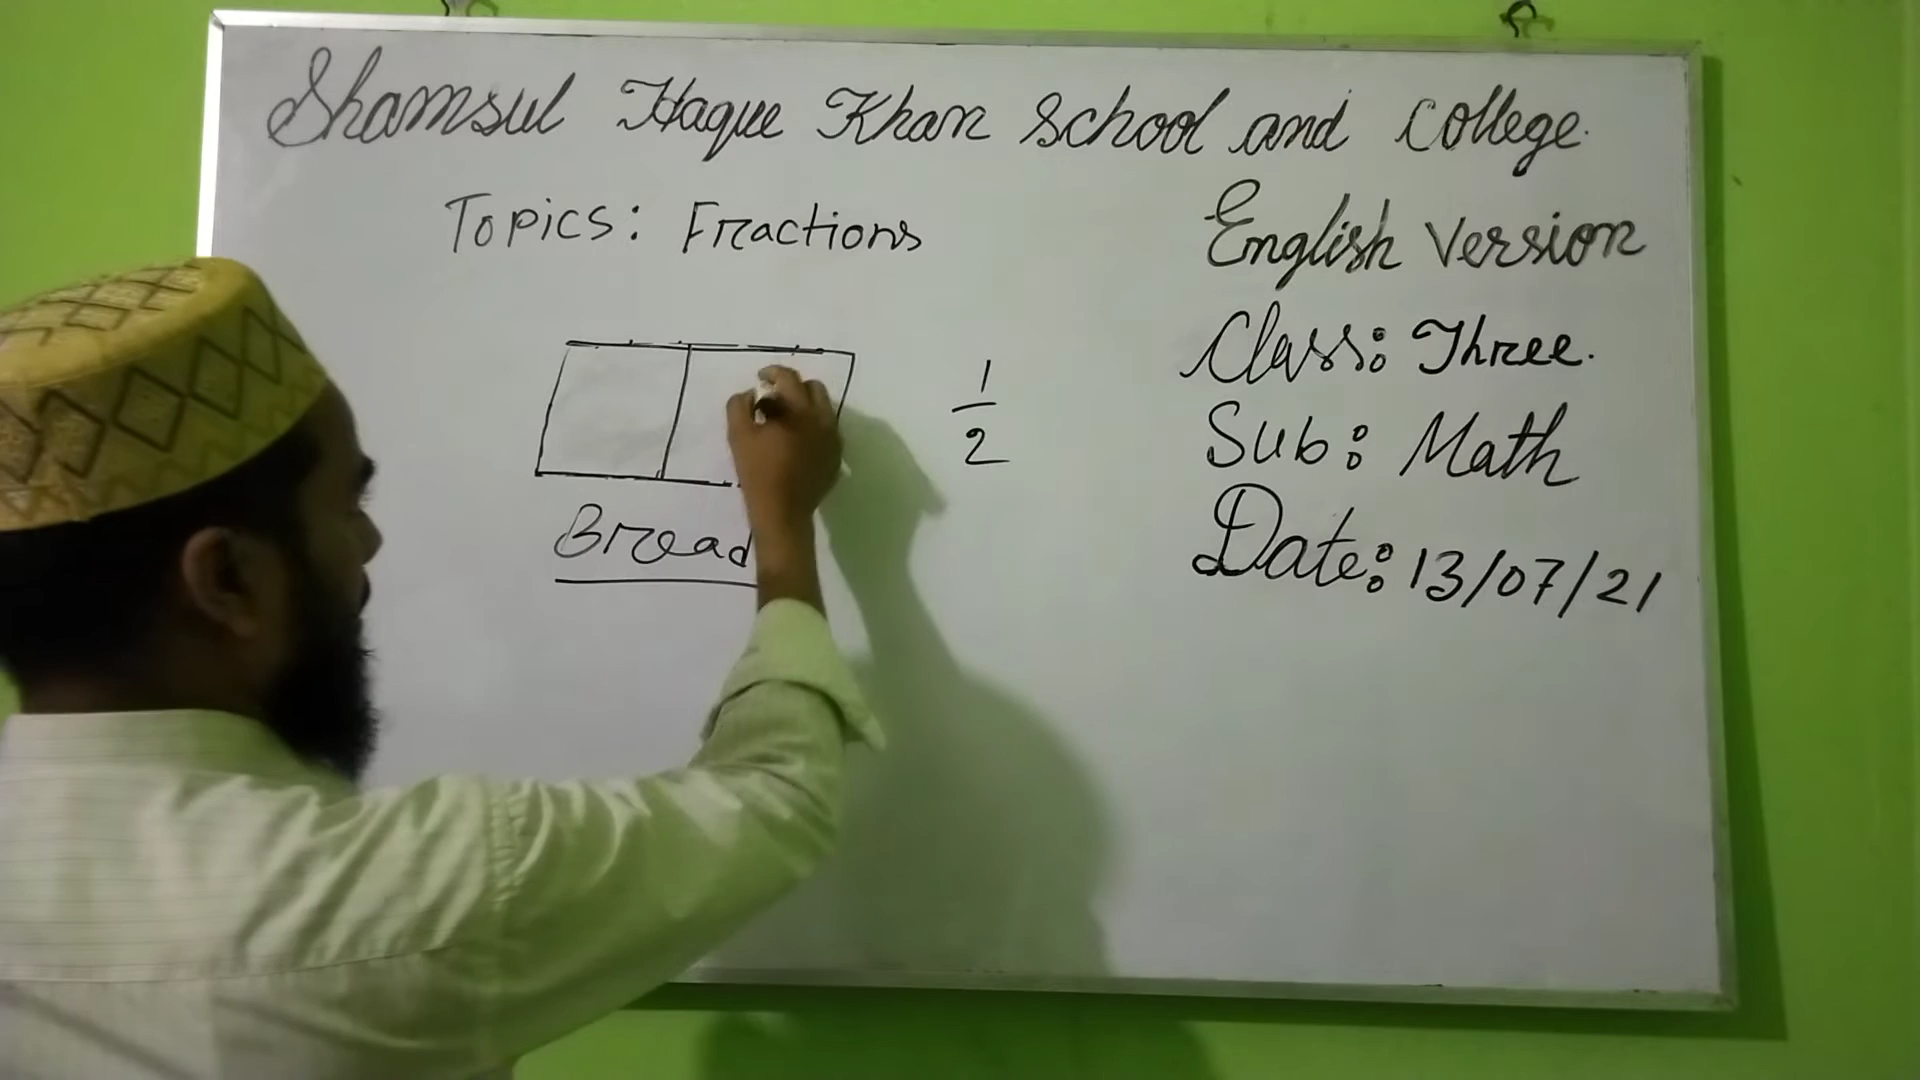 Shamsul Haque Khan School and College.
Topics: Fractions
English Version
Class: Three.
Sub: Math
Date: 13/07/21
1
2
Bread